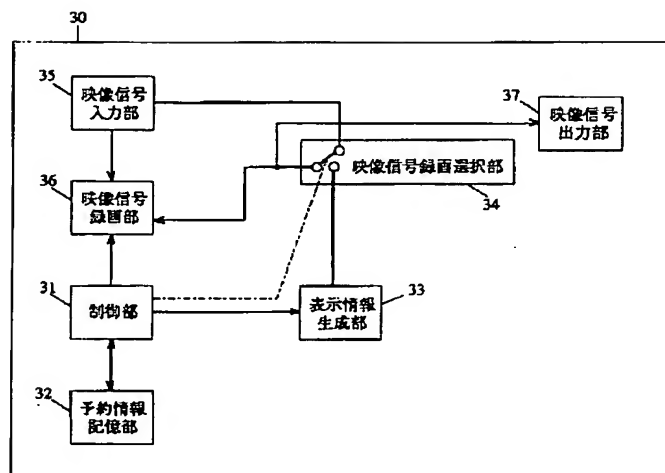 30
35
映像信号
入力部
37
映像信号
出力部
36
映像信号
録画部
映像信号録画選択部
34
31
制御部
表示情報
生成部
33
32
予約情報
記憶部